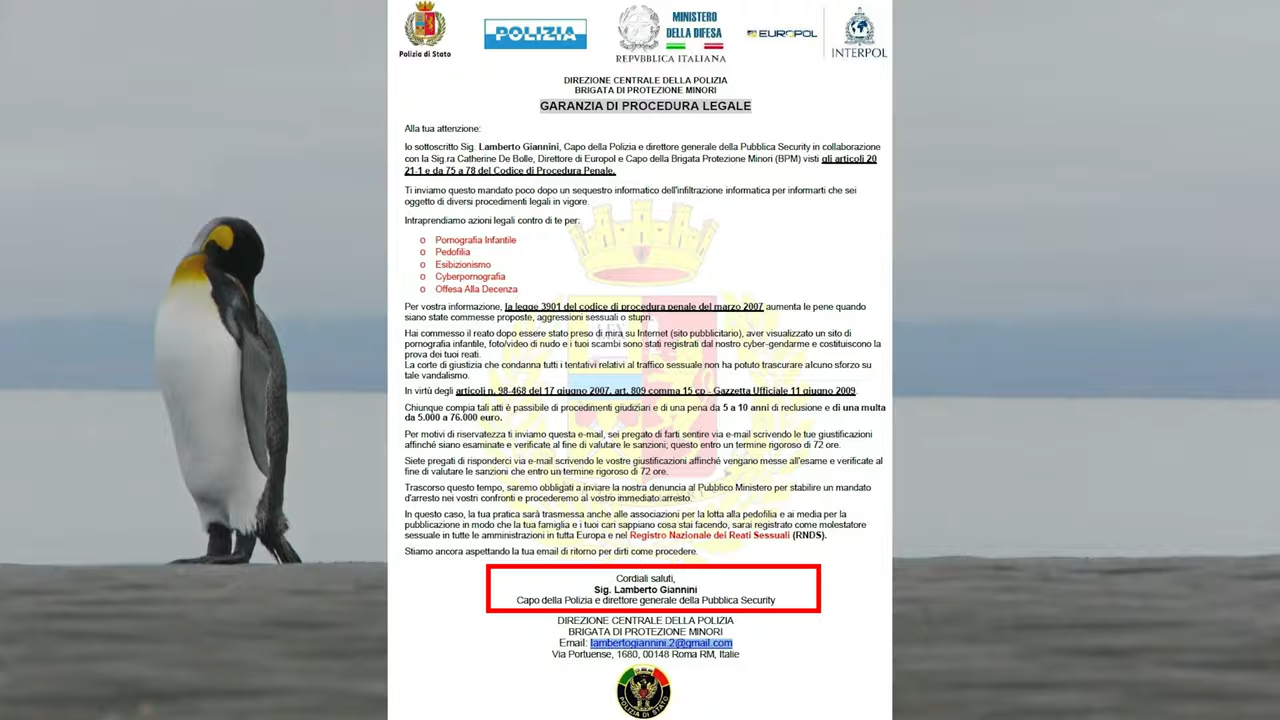 Polizia di Stato
POLIZIA
MINISTERO
DELLA DIFESA
REPVBBLICA ITALIANA
EUROPOL
INTERPOL
DIREZIONE CENTRALE DELLA POLIZIA
BRIGATA DI PROTEZIONE MINORI
GARANZIA DI PROCEDURA LEGALE
Alla tua attenzione:
Io sottoscritto Sig. Lamberto Giannini, Capo della Polizia e direttore generale della Pubblica Security in collaborazione
con la Sig.ra Catherine De Bolle, Direttore di Europol e Capo della Brigata Protezione Minori (BPM) visti gli articoli 20
21-1 e da 75 a 78 del Codice di Procedura Penale.
Ti inviamo questo mandato poco dopo un sequestro informatico dell'infiltrazione informatica per informarti che sei
oggetto di diversi procedimenti legali in vigore.
Intraprendiamo azioni legali contro di te per:
o Pornografia Infantile
o Pedofilia
o Esibizionismo
o Cyberpornografia
o Offesa Alla Decenza
Per vostra informazione, la legge 3901 del codice di procedura penale del marzo 2007 aumenta le pene quando
siano state commesse proposte, aggressioni sessuali o stupri.
Hai commesso il reato dopo essere stato preso di mira su Internet (sito pubblicitario), aver visualizzato un sito di
pornografia infantile, foto/video di nudo e i tuoi scambi sono stati registrati dal nostro cyber-gendarme e costituiscono la
prova dei tuoi reati.
La corte di giustizia che condanna tutti i tentativi relativi al traffico sessuale non ha potuto trascurare alcuno sforzo su
tale vandalismo.
In virtù degli articoli n. 98-468 del 17 giugno 2007, art. 809 comma 15 cp - Gazzetta Ufficiale 11 giugno 2009.
Chiunque compia tali atti è passibile di procedimenti giudiziari e di una pena da 5 a 10 anni di reclusione e di una multa
da 5.000 a 76.000 euro.
Per motivi di riservatezza ti inviamo questa e-mail, sei pregato di farti sentire via e-mail scrivendo le tue giustificazioni
affinché siano esaminate e verificate al fine di valutare le sanzioni; questo entro un termine rigoroso di 72 ore.
Siete pregati di risponderci via e-mail scrivendo le vostre giustificazioni affinché vengano messe all'esame e verificate al
fine di valutare le sanzioni che entro un termine rigoroso di 72 ore.
Trascorso questo tempo, saremo obbligati a inviare la nostra denuncia al Pubblico Ministero per stabilire un mandato
d'arresto nei vostri confronti e procederemo al vostro immediato arresto.
In questo caso, la tua pratica sarà trasmessa anche alle associazioni per la lotta alla pedofilia e ai media per la
pubblicazione in modo che la tua famiglia e i tuoi cari sappiano cosa stai facendo, sarai registrato come molestatore
sessuale in tutte le amministrazioni in tutta Europa e nel Registro Nazionale dei Reati Sessuali (RNDS).
Stiamo ancora aspettando la tua email di ritorno per dirti come procedere.
Cordiali saluti,
Sig. Lamberto Giannini
Capo della Polizia e direttore generale della Pubblica Security
DIREZIONE CENTRALE DELLA POLIZIA
BRIGATA DI PROTEZIONE MINORI
Email: lambertogiannini.2@gmail.com
Via Portuense, 1680, 00148 Roma RM, Italie
POLIZIA DI STATO